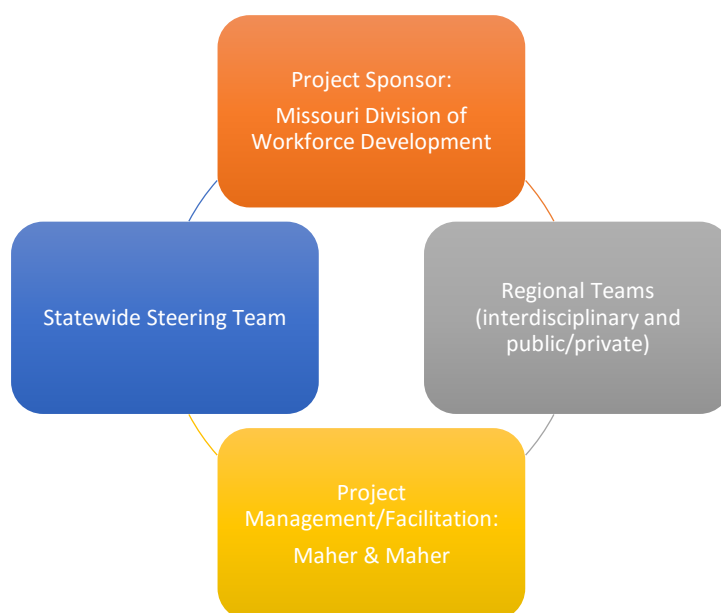 Project Sponsor:
Missouri Division of
Workforce Development
Statewide Steering Team
Regional Teams
(interdisciplinary and
public/private)
Project
Management/Facilitation:
Maher & Maher